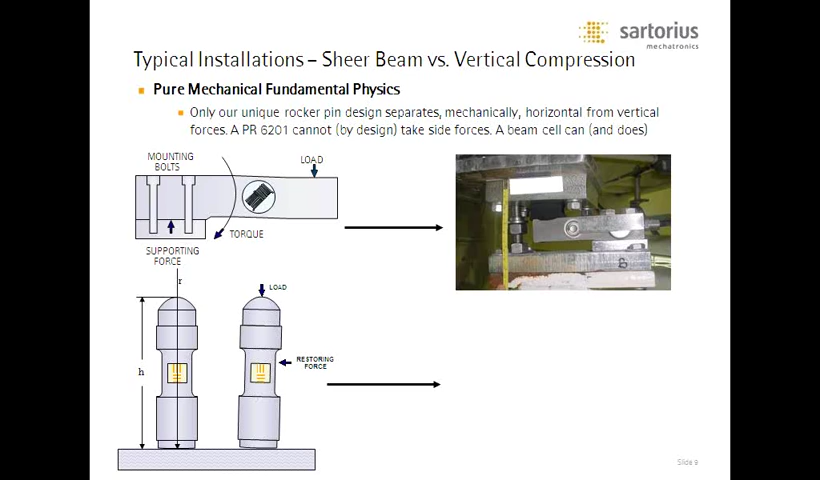 sartorius
mechatronics
Typical Installations – Sheer Beam vs. Vertical Compression
Pure Mechanical Fundamental Physics
Only our unique rocker pin design separates, mechanically, horizontal from vertical
forces. A PR 6201 cannot (by design) take side forces. A beam cell can (and does)
MOUNTING
BOLTS
LOAD
TORQUE
SUPPORTING
FORCE
r
LOAD
RESTORING
FORCE
h
B
Slide 8